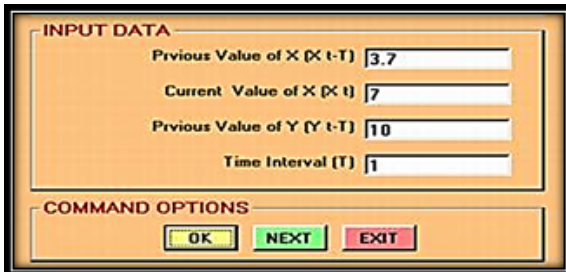 INPUT DATA
Prvious Value of X (X t-T) 3.7
Current Value of X (X t) 7
Prvious Value of Y (Y t-T) 10
Time Interval (T) 1
COMMAND OPTIONS
OK NEXT EXIT